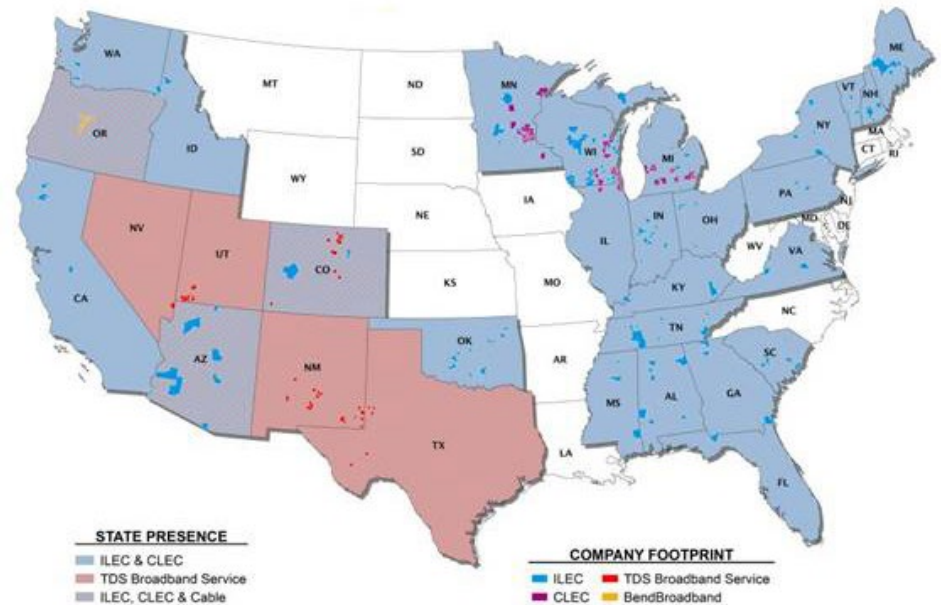 WA
MT
ND
MN
ME
VT
NH
OR
ID
SD
WI
MI
NY
MA
CT
RI
WY
IA
PA
NJ
NV
UT
NE
IL
IN
OH
MD
DE
WV
VA
CA
CO
KS
MO
KY
AZ
NM
OK
AR
TN
NC
SC
TX
LA
MS
AL
GA
FL
STATE PRESENCE
ILEC & CLEC
TDS Broadband Service
ILEC, CLEC & Cable
COMPANY FOOTPRINT
ILEC TDS Broadband Service
CLEC BendBroadband